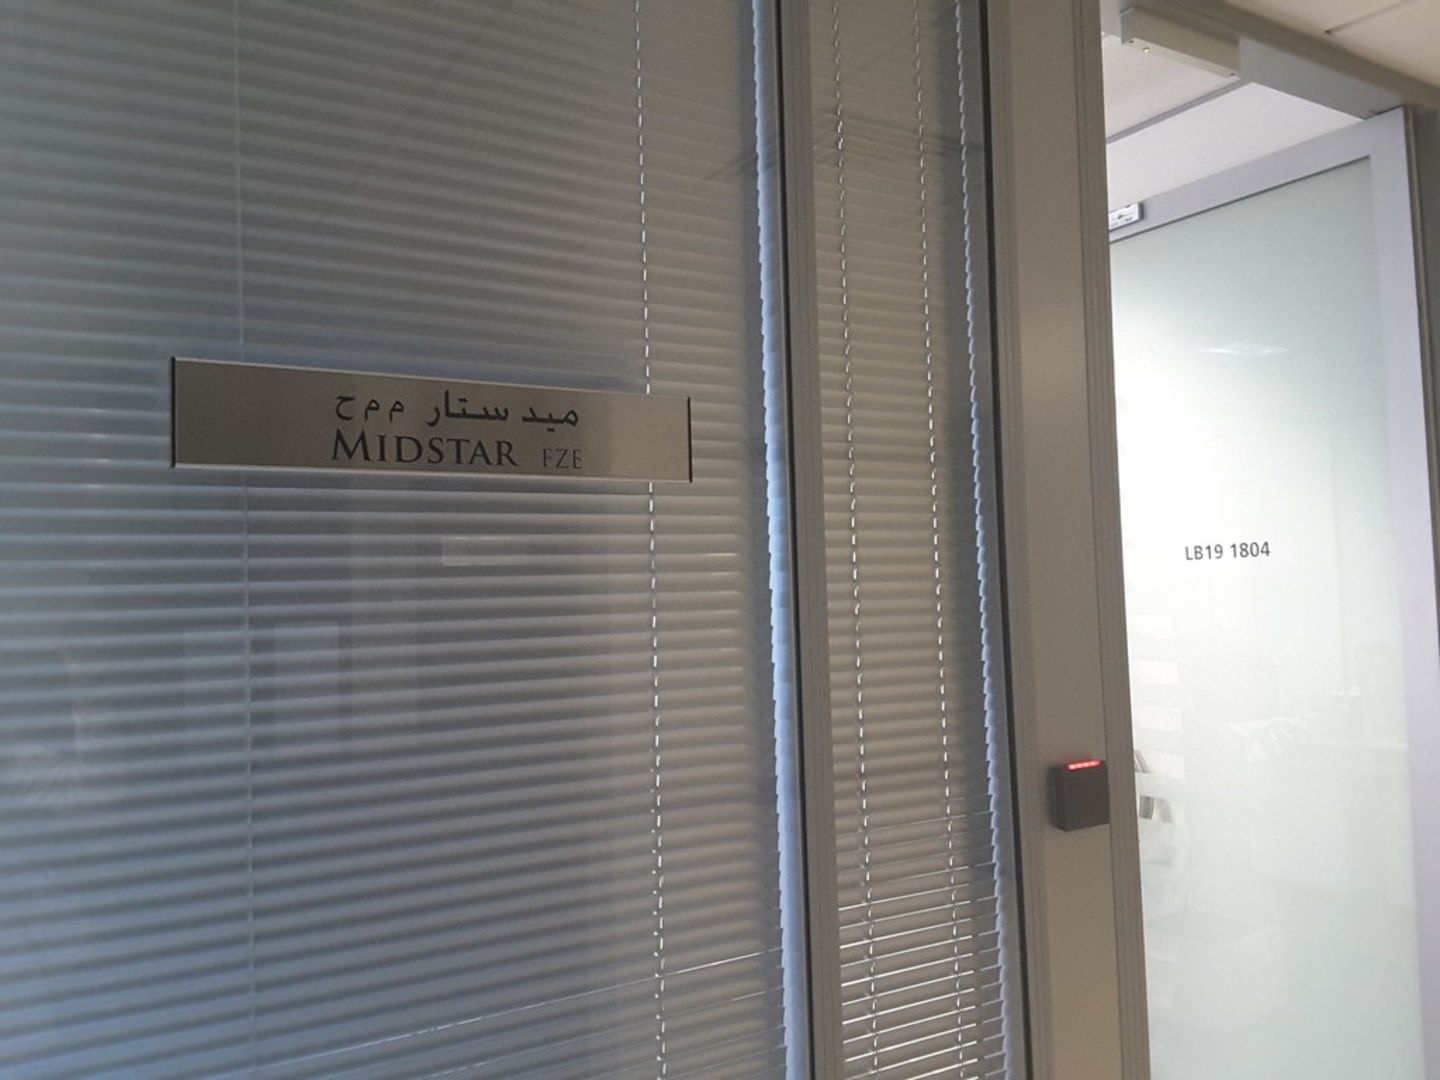 ميد ستار م م ح
MIDSTAR FZE
LB19 1804